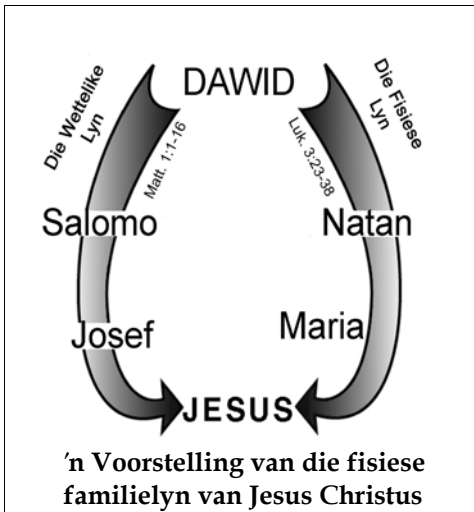 DAWID
Die Wettelike
Lyn
Matt. 1:1-16
Die Fisiese
Lyn
Luk. 3:23-38
Salomo
Natan
Josef
Maria
JESUS
'n Voorstelling van die fisiese
familielyn van Jesus Christus